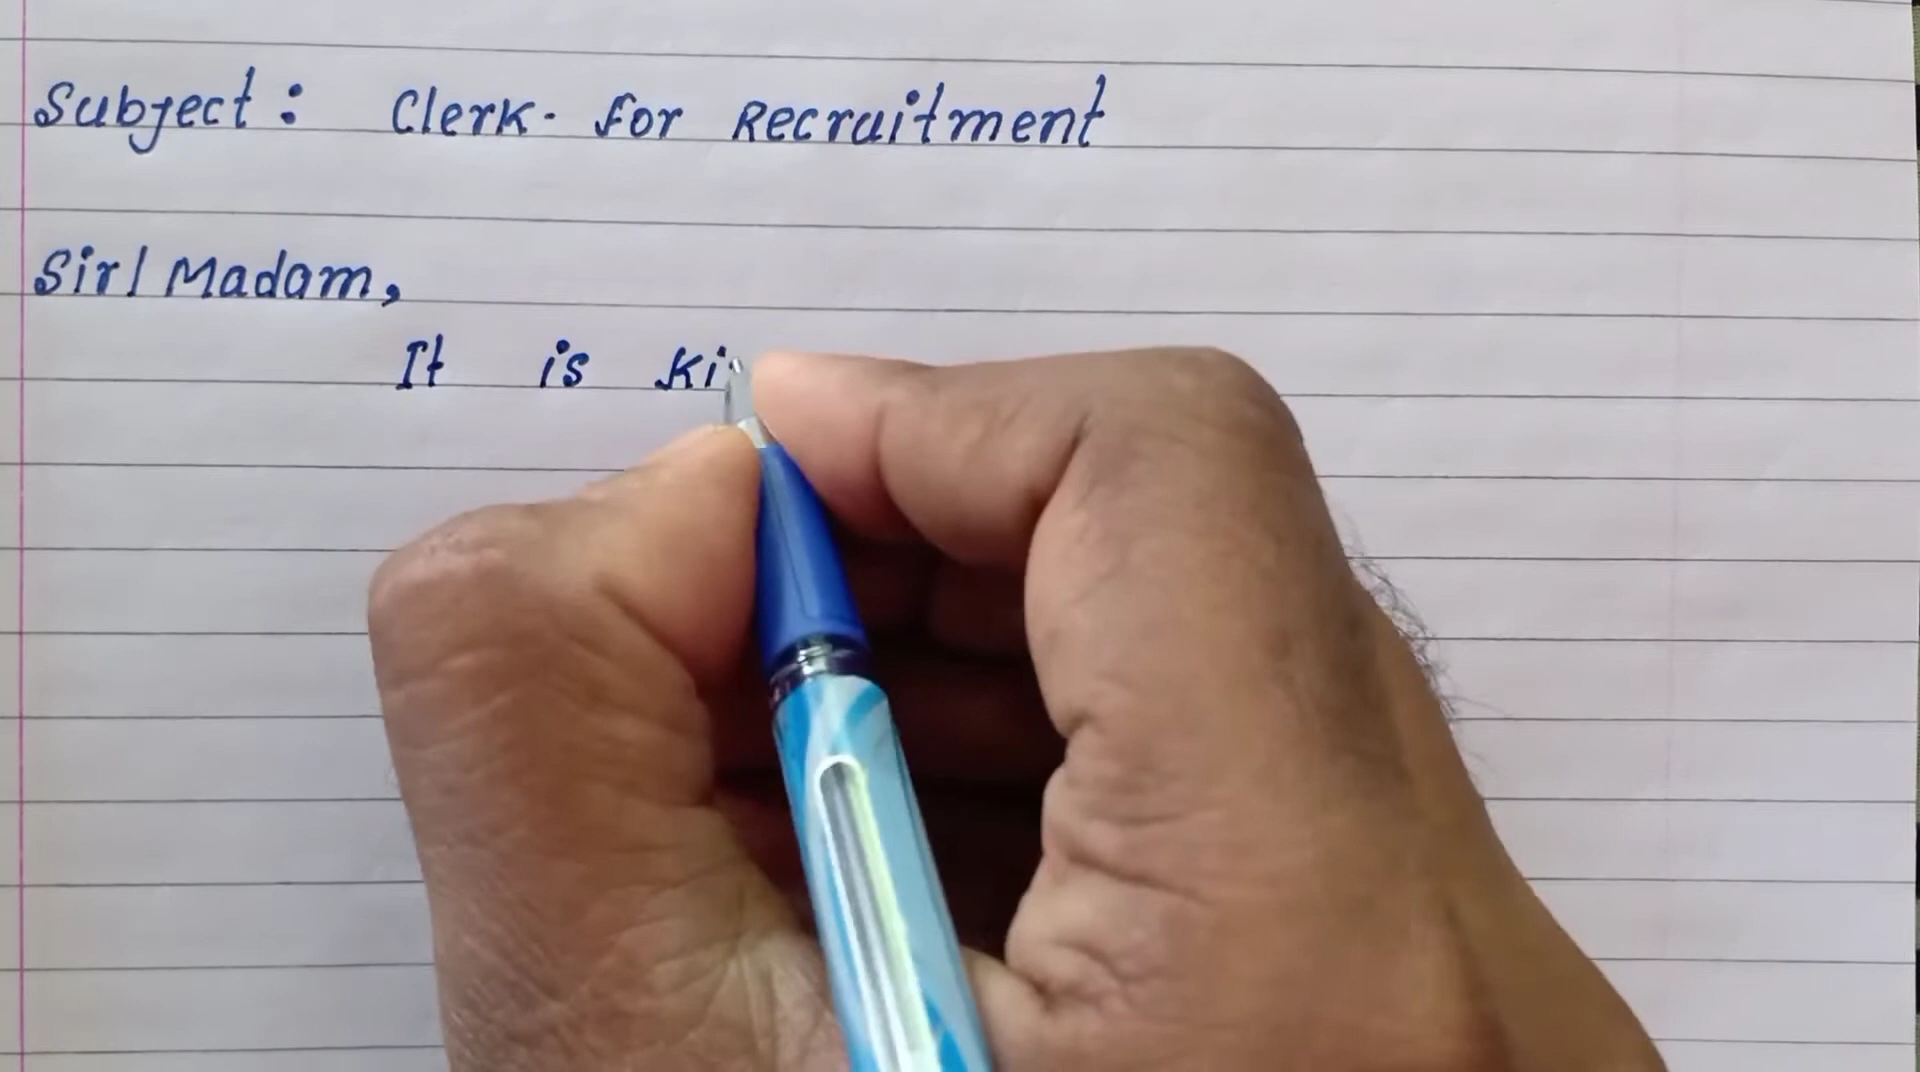 Subject: Clerk. for Recruitment
Sir/Madam,
It is Ki